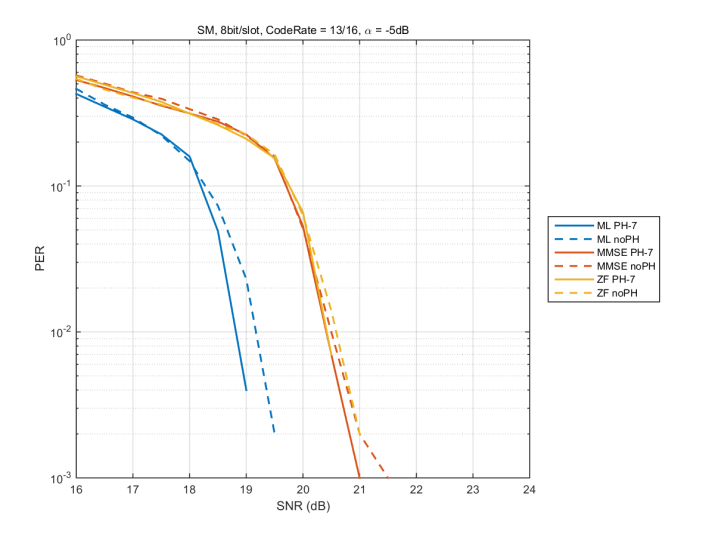 SM, 8bit/slot, CodeRate = 13/16, α = -5dB
10^0
10^-1
10^-2
10^-3
PER
16 17 18 19 20 21 22 23 24
SNR (dB)
ML PH-7
ML noPH
MMSE PH-7
MMSE noPH
ZF PH-7
ZF noPH